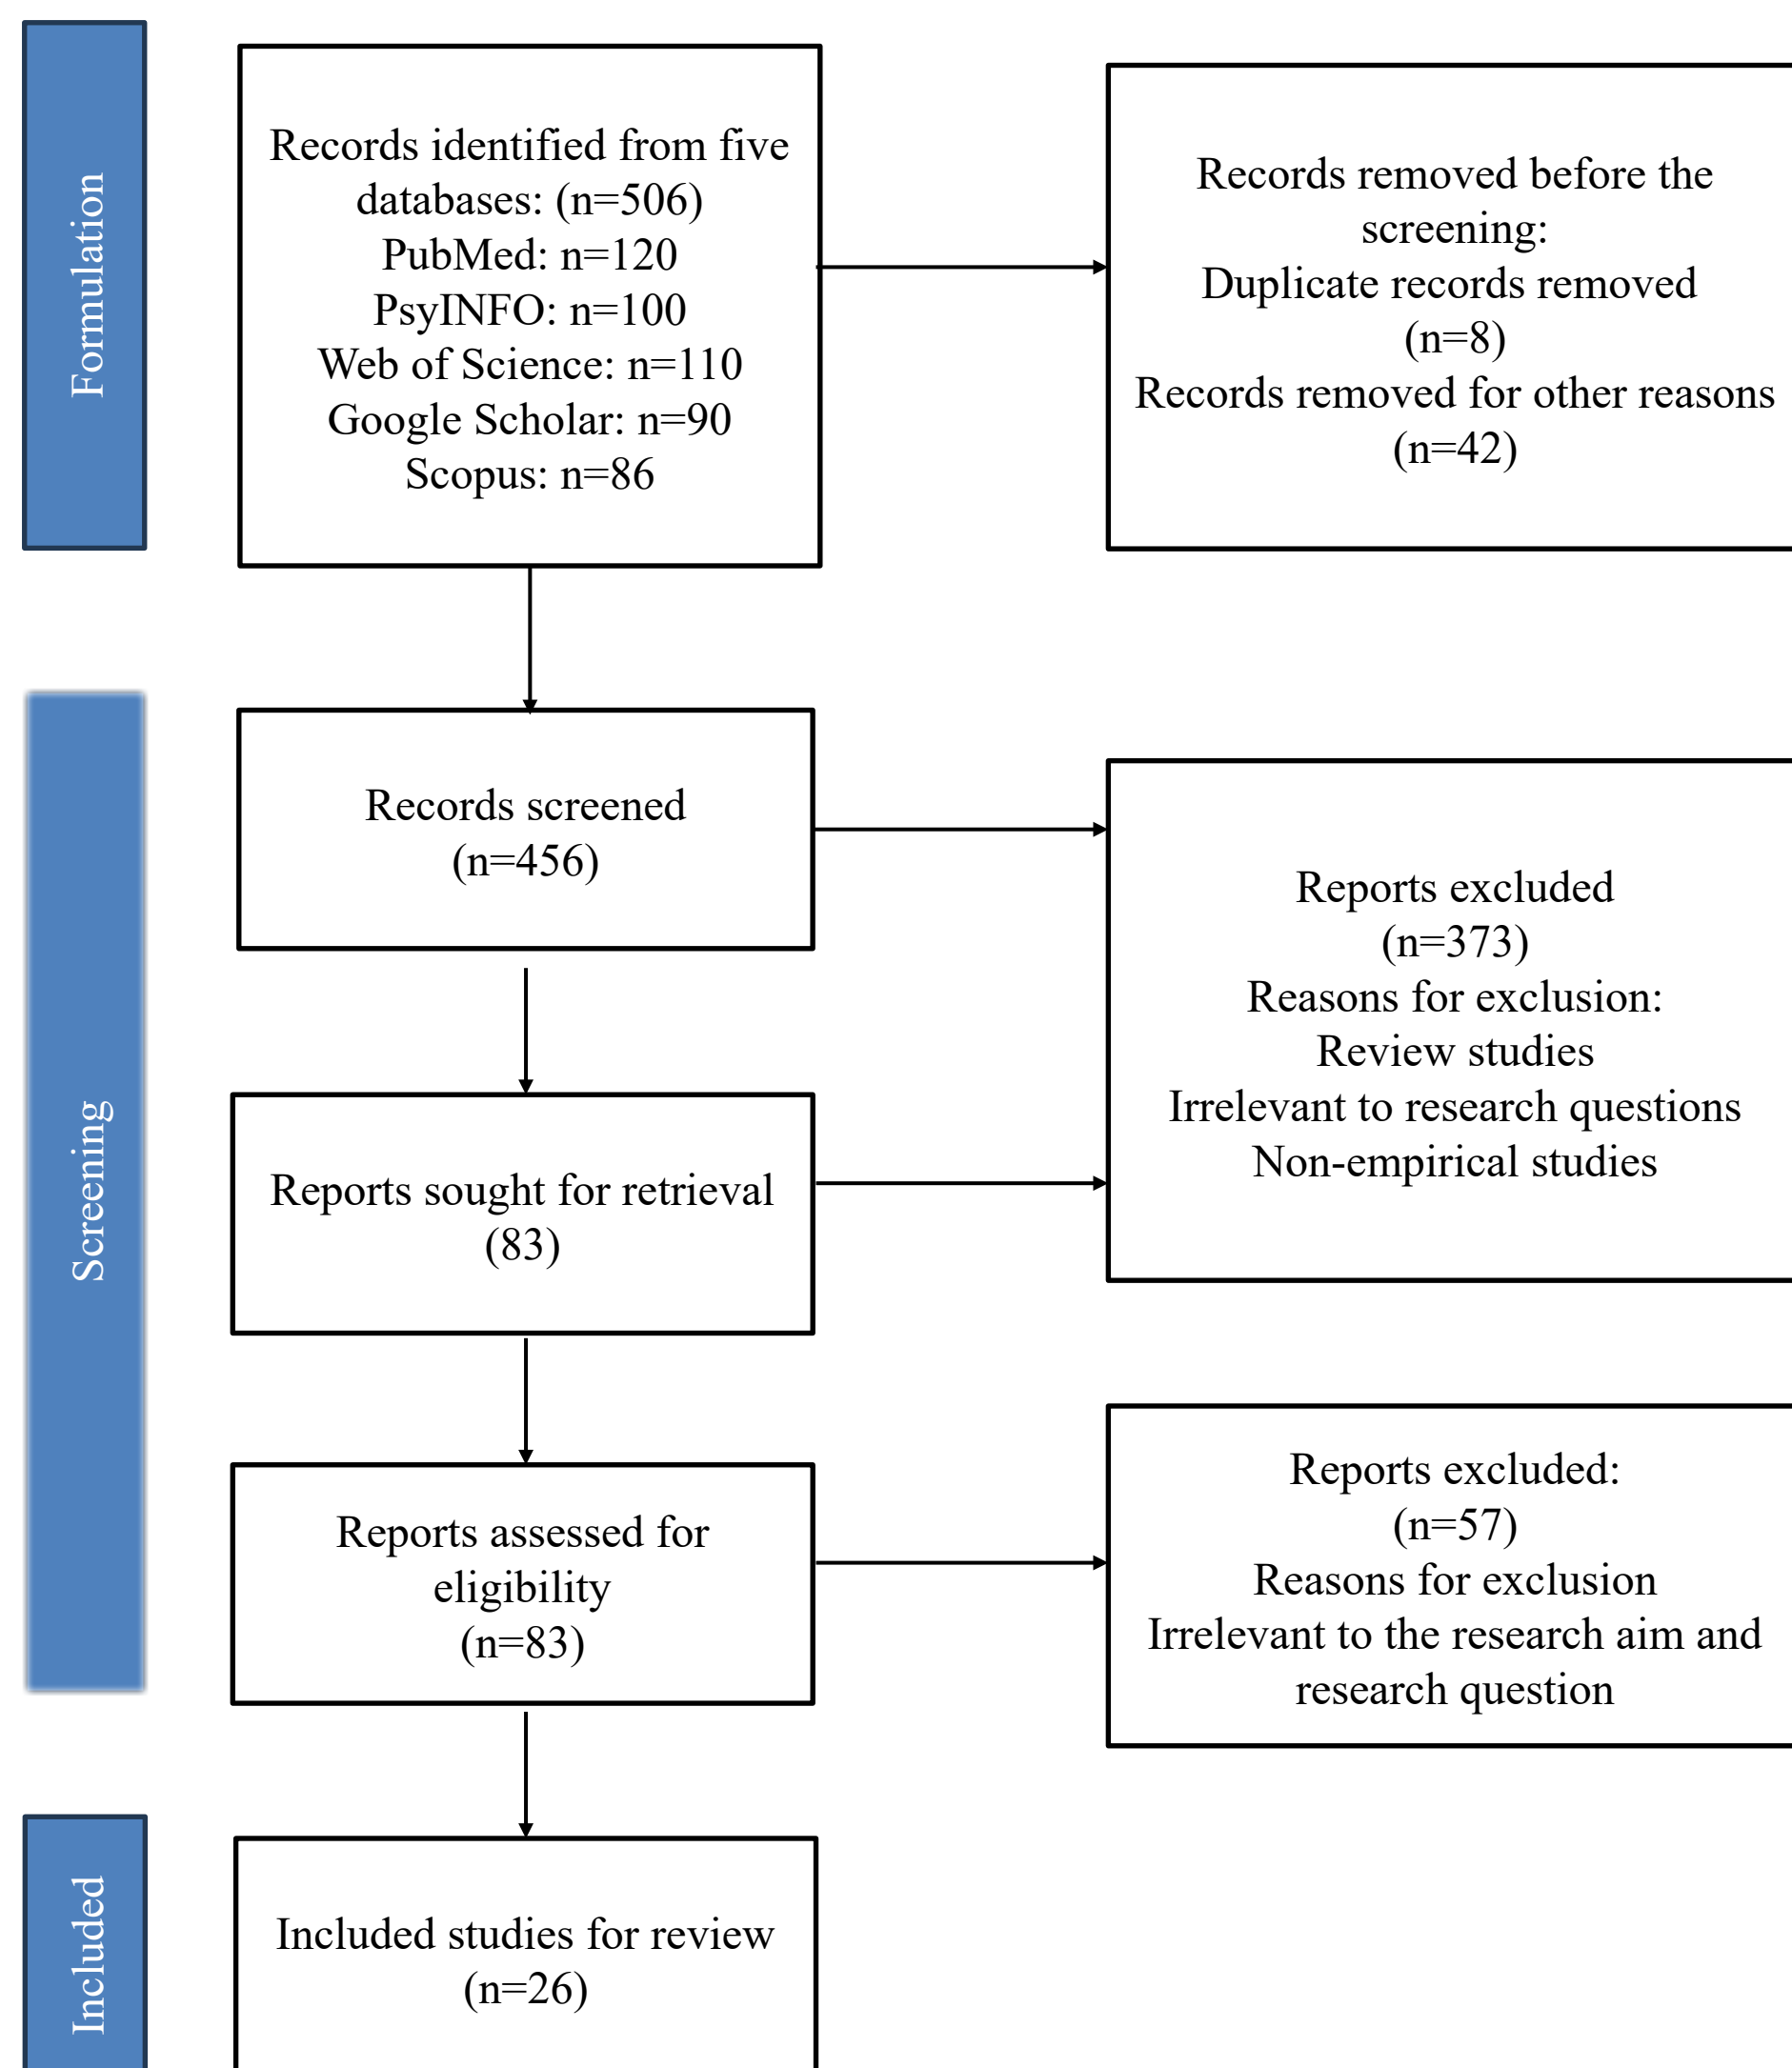 Formulation
Records identified from five
databases: (n=506)
PubMed: n=120
PsyINFO: n=100
Web of Science: n=110
Google Scholar: n=90
Scopus: n=86
Records removed before the
screening:
Duplicate records removed
(n=8)
Records removed for other reasons
(n=42)
Screening
Records screened
(n=456)
Reports excluded
(n=373)
Reasons for exclusion:
Review studies
Irrelevant to research questions
Non-empirical studies
Reports sought for retrieval
(83)
Reports assessed for
eligibility
(n=83)
Reports excluded:
(n=57)
Reasons for exclusion
Irrelevant to the research aim and
research question
Included
Included studies for review
(n=26)